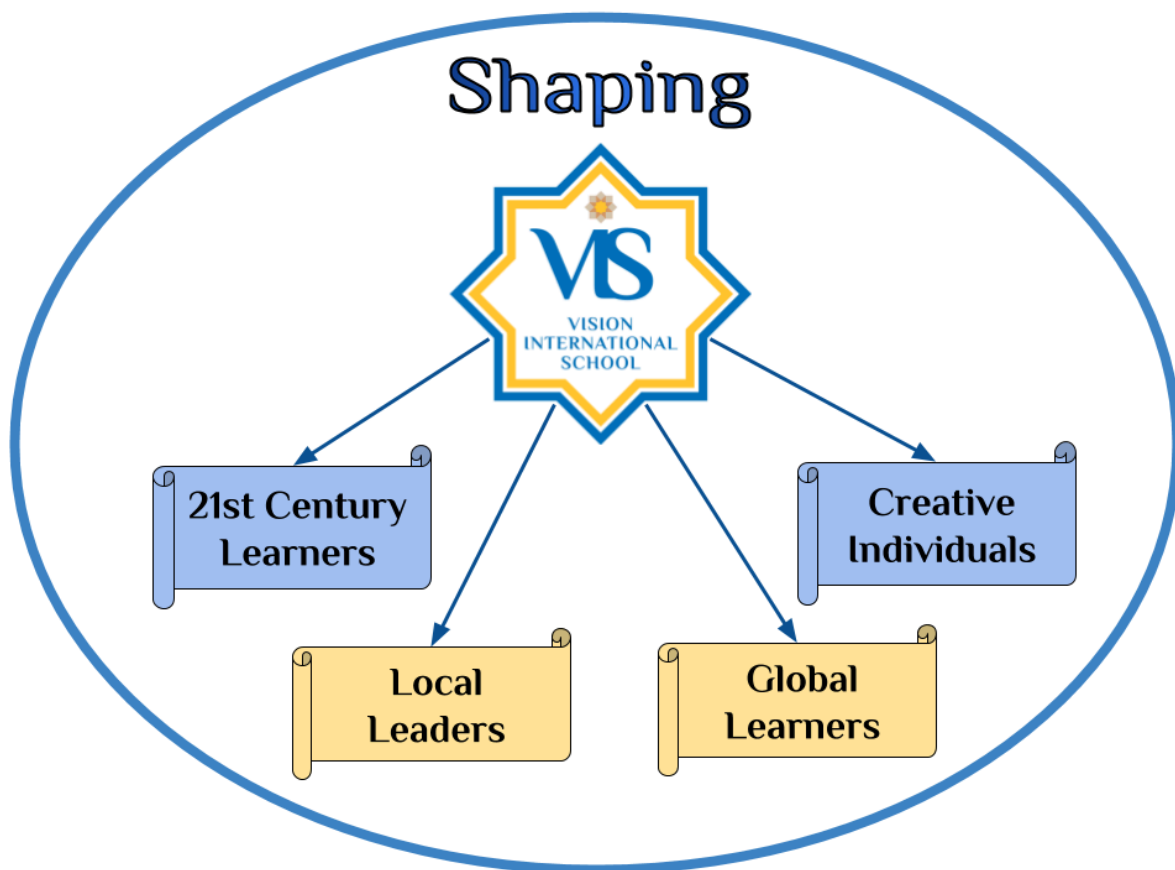 Shaping
VIS
VISION
INTERNATIONAL
SCHOOL
21st Century
Learners
Creative
Individuals
Local
Leaders
Global
Learners